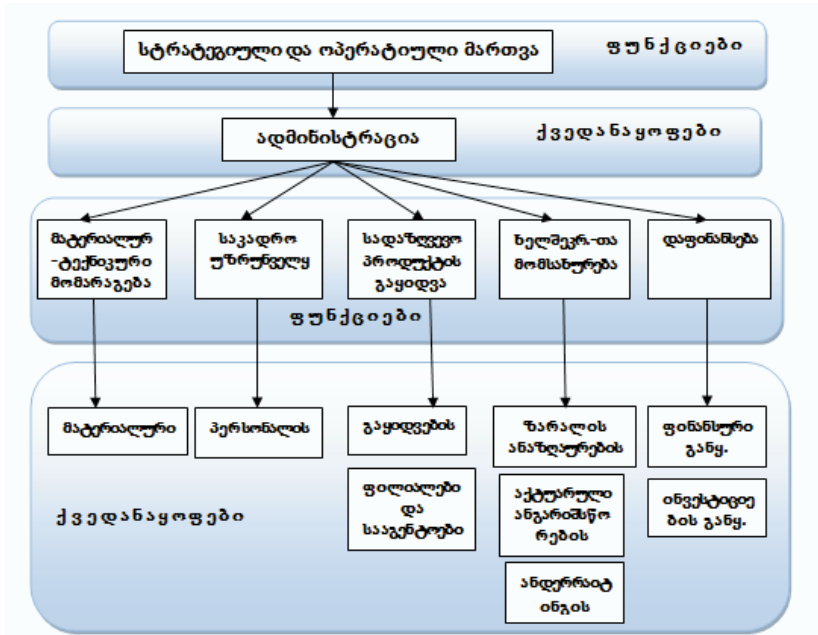 სტრატეგიული და ოპერატიული მართვა
ფუნქციები
ადმინისტრაცია
ქვედანაყოფები
მატერიალურ
-ტექნიკური
მომარაგება
საკადრო
უზრუნველყ
სადაზღვევო
პროდუქტის
გაყიდვა
ხელშეკრ.-თა
მომსახურება
დაფინანსება
ფუნქციები
მატერიალური
პერსონალის
გაყიდვების
ზარალის
ანაზღაურების
ფინანსური
განყ.
ფილიალები
და
სააგენტოები
აქტუარული
ანგარიშსწო
რების
ინვესტიციე
ბის განყ.
ანდერრაიტ
ინგის
ქვედანაყოფები